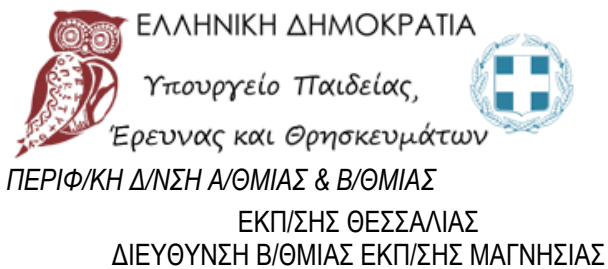 ΕΛΛΗΝΙΚΗ ΔΗΜΟΚΡΑΤΙΑ
Υπουργείο Παιδείας,
Έρευνας και Θρησκευμάτων
ΠΕΡΙΦ/ΚΗ Δ/ΝΣΗ Α/ΘΜΙΑΣ & Β/ΘΜΙΑΣ
ΕΚΠ/ΣΗΣ ΘΕΣΣΑΛΙΑΣ
ΔΙΕΥΘΥΝΣΗ Β/ΘΜΙΑΣ ΕΚΠ/ΣΗΣ ΜΑΓΝΗΣΙΑΣ